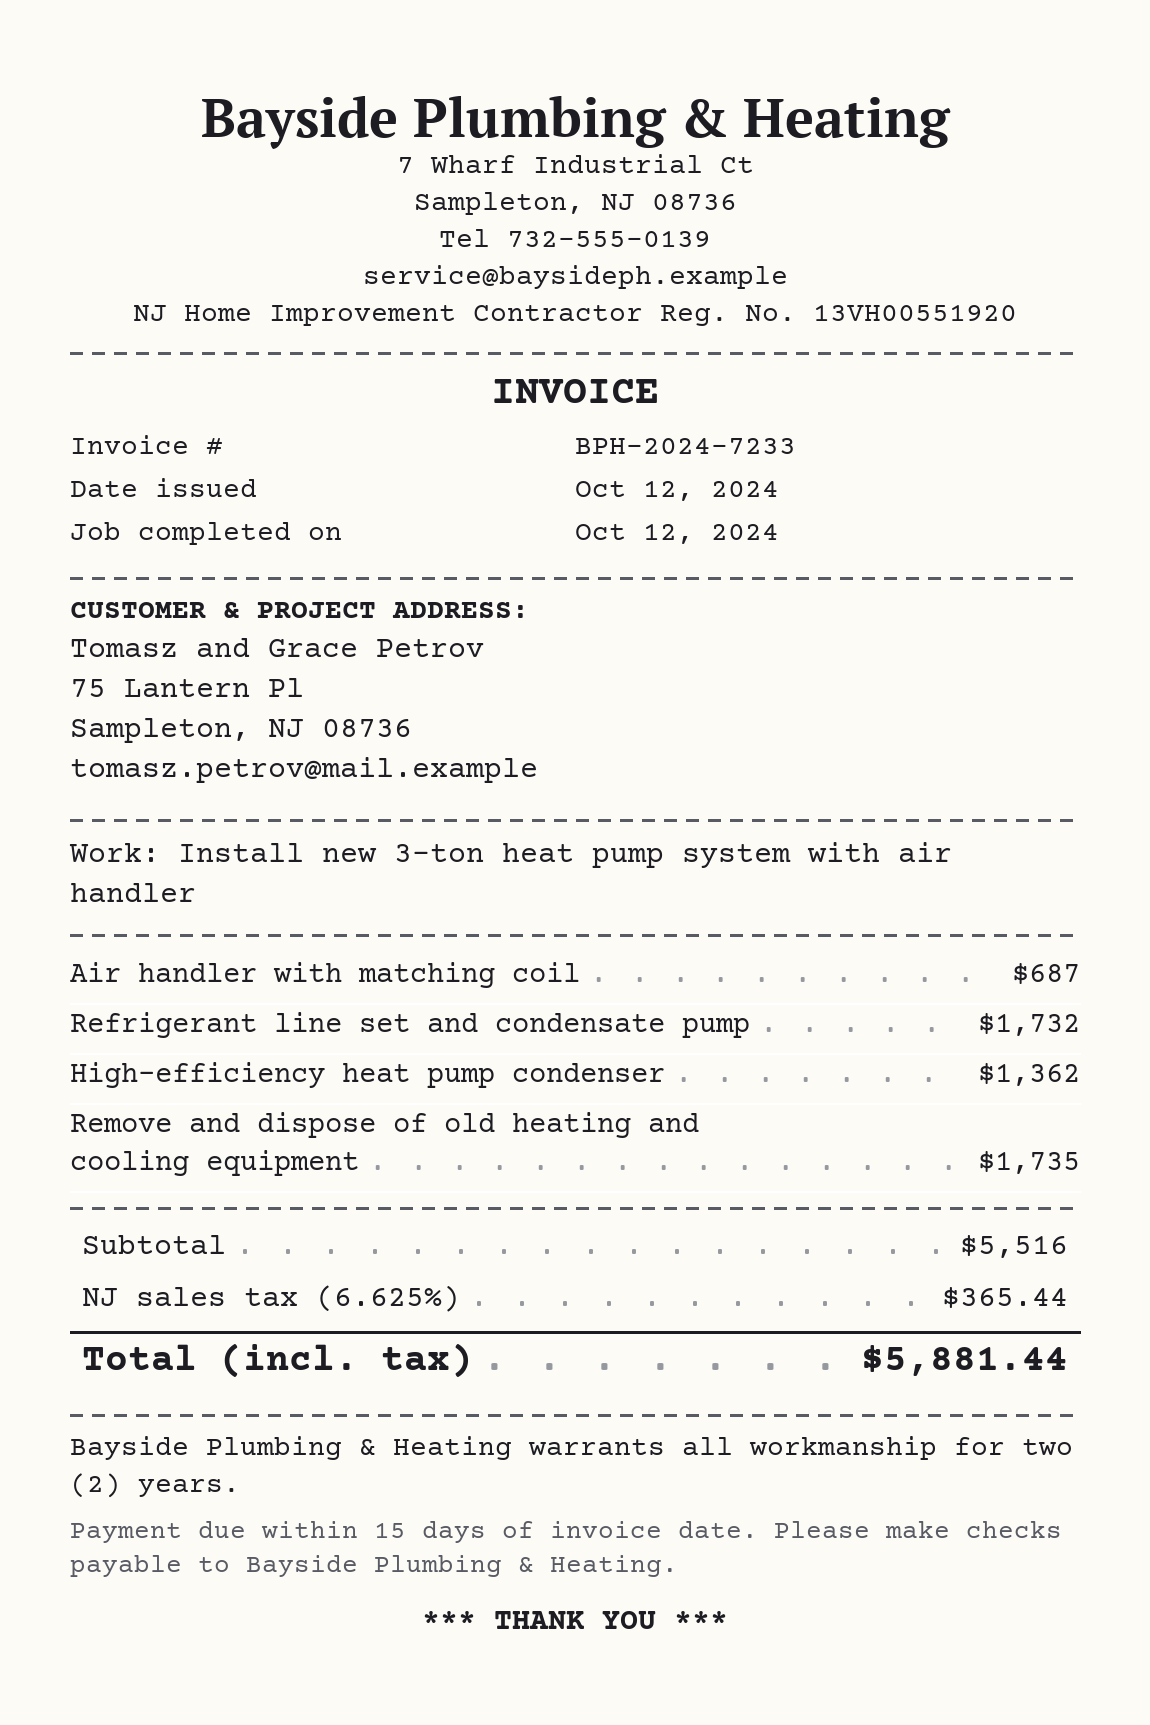 Bayside Plumbing & Heating
7 Wharf Industrial Ct
Sampleton, NJ 08736
Tel 732-555-0139
service@baysideph.example
NJ Home Improvement Contractor Reg. No. 13VH00551920
INVOICE
Invoice # BPH-2024-7233
Date issued Oct 12, 2024
Job completed on Oct 12, 2024
CUSTOMER & PROJECT ADDRESS:
Tomasz and Grace Petrov
75 Lantern Pl
Sampleton, NJ 08736
tomasz.petrov@mail.example
Work: Install new 3-ton heat pump system with air
handler
Air handler with matching coil . . . . . . . . . . $687
Refrigerant line set and condensate pump . . . . . $1,732
High-efficiency heat pump condenser . . . . . . . $1,362
Remove and dispose of old heating and
cooling equipment . . . . . . . . . . . . . . . $1,735
Subtotal . . . . . . . . . . . . . . . . . $5,516
NJ sales tax (6.625%) . . . . . . . . . . . $365.44
Total (incl. tax) . . . . . . . $5,881.44
Bayside Plumbing & Heating warrants all workmanship for two
(2) years.
Payment due within 15 days of invoice date. Please make checks
payable to Bayside Plumbing & Heating.
*** THANK YOU ***